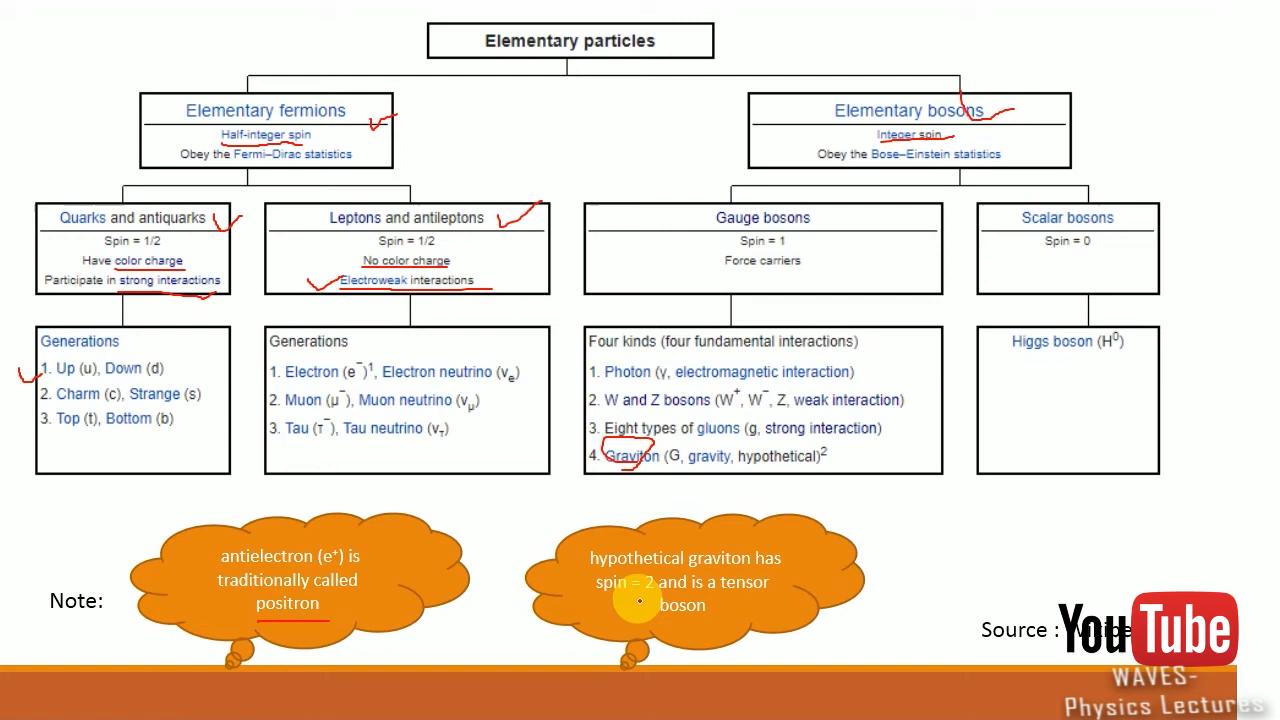 Elementary particles
Elementary fermions
Half-integer spin
Obey the Fermi–Dirac statistics
Elementary bosons
Integer spin
Obey the Bose–Einstein statistics
Quarks and antiquarks
Spin = 1/2
Have color charge
Participate in strong interactions
Leptons and antileptons
Spin = 1/2
No color charge
Electroweak interactions
Gauge bosons
Spin = 1
Force carriers
Scalar bosons
Spin = 0
Generations
1. Up (u), Down (d)
2. Charm (c), Strange (s)
3. Top (t), Bottom (b)
Generations
1. Electron (e⁻)¹, Electron neutrino (νₑ)
2. Muon (μ⁻), Muon neutrino (νμ)
3. Tau (τ⁻), Tau neutrino (ντ)
Four kinds (four fundamental interactions)
1. Photon (γ, electromagnetic interaction)
2. W and Z bosons (W⁺, W⁻, Z, weak interaction)
3. Eight types of gluons (g, strong interaction)
4. Graviton (G, gravity, hypothetical)²
Higgs boson (H⁰)
Note:
antielectron (e⁺) is
traditionally called
positron
hypothetical graviton has
spin = 2 and is a tensor
boson
Source :
YouTube
WAVES-
Physics Lectures